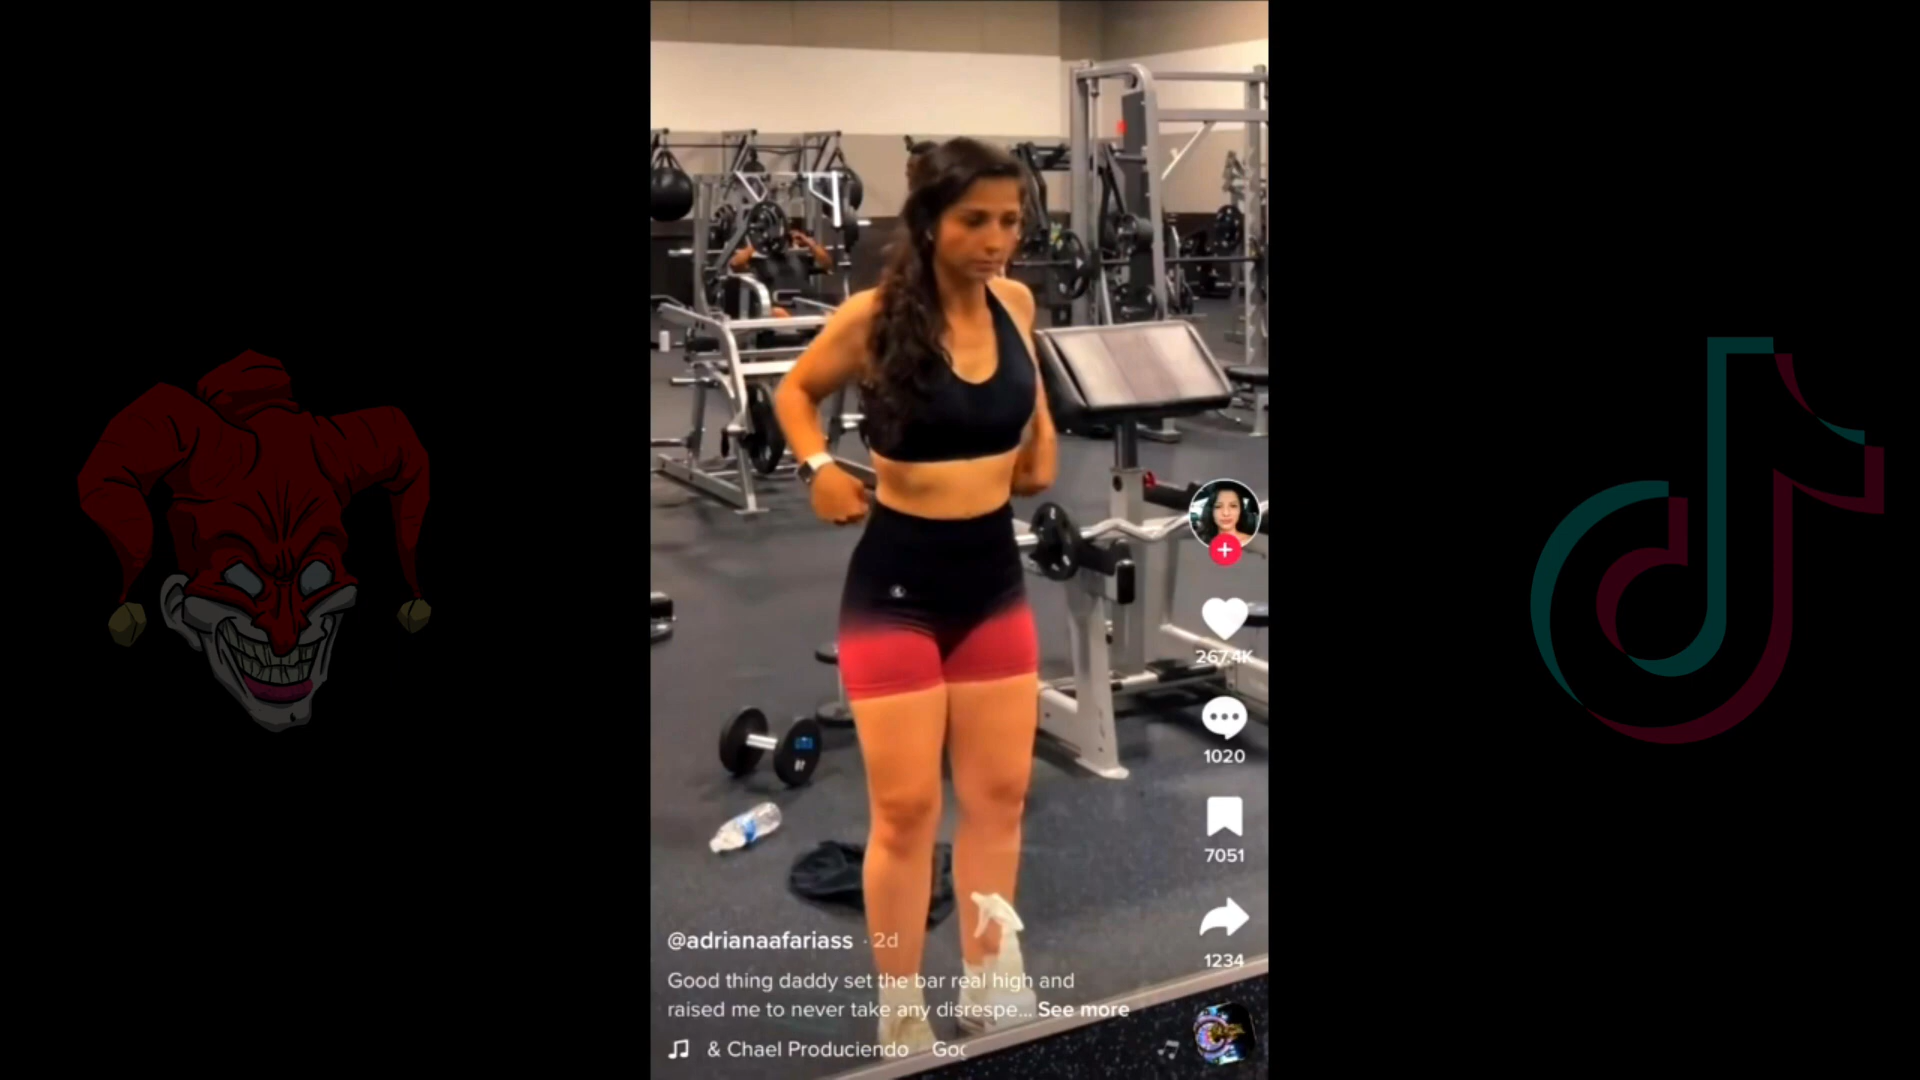 267.4K
1020
7051
1234
@adrianaafariass · 2d
Good thing daddy set the bar real high and
raised me to never take any disrespe... See more
& Chael Produciendo Goo